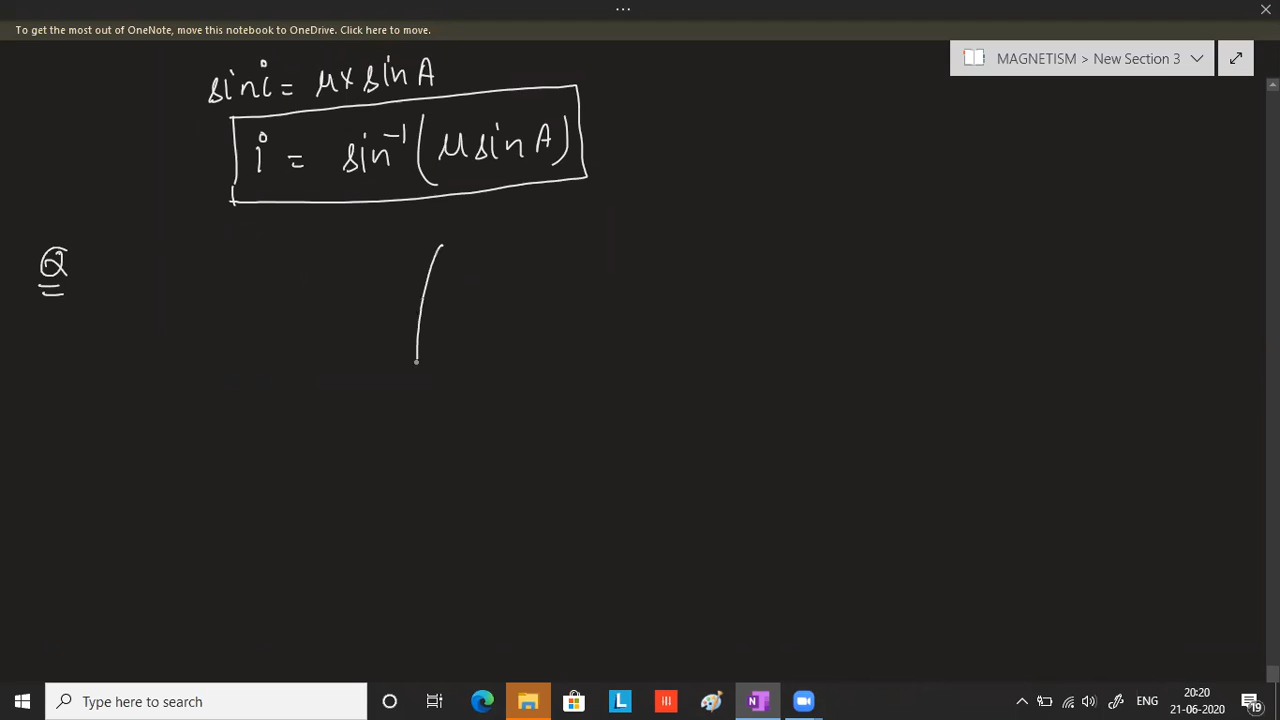 ...
To get the most out of OneNote, move this notebook to OneDrive. Click here to move.
MAGNETISM > New Section 3
sin i = μ× sin A
i = sin⁻¹(μ sin A)
Q
Type here to search
L
N
ENG
20:20
21-06-2020
19